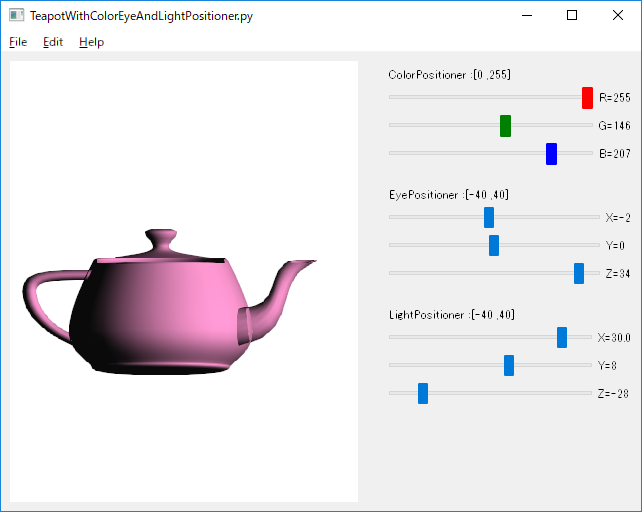 TeapotWithColorEyeAndLightPositioner.py
File Edit Help
ColorPositioner :[0 ,255]
R=255
G=146
B=207
EyePositioner :[-40 ,40]
X=-2
Y=0
Z=34
LightPositioner :[-40 ,40]
X=30.0
Y=8
Z=-28